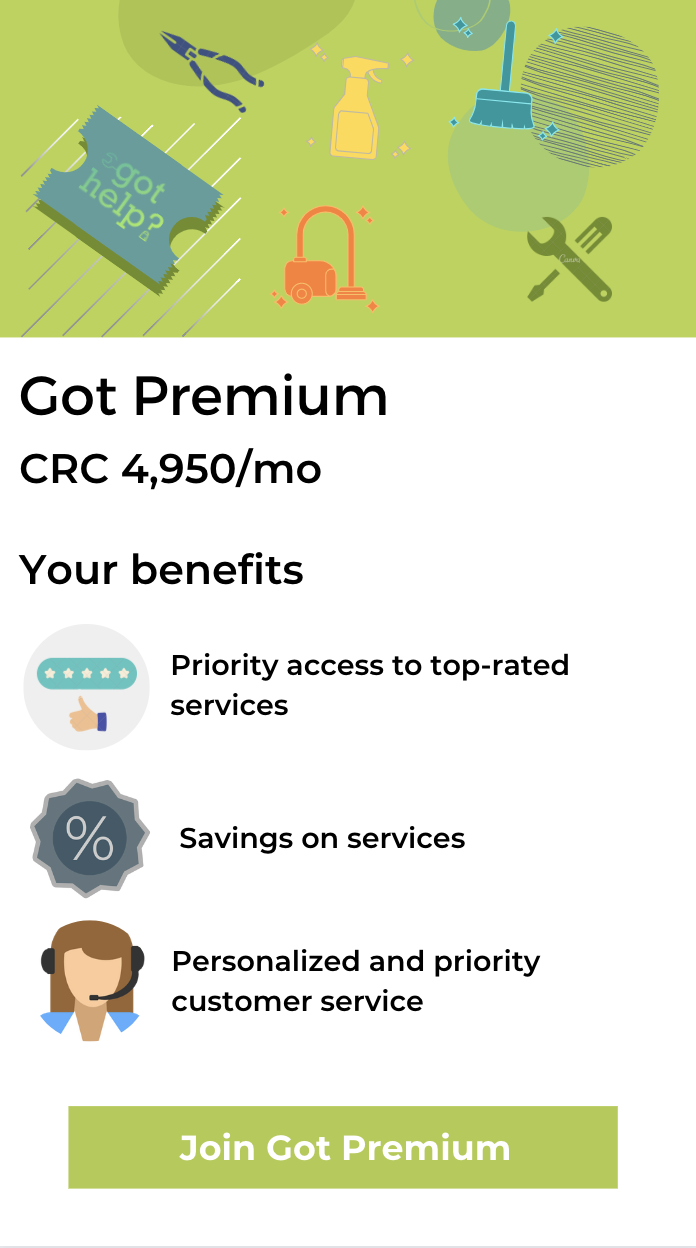 got
help?
Canva
Got Premium
CRC 4,950/mo
Your benefits
Priority access to top-rated
services
%
Savings on services
Personalized and priority
customer service
Join Got Premium